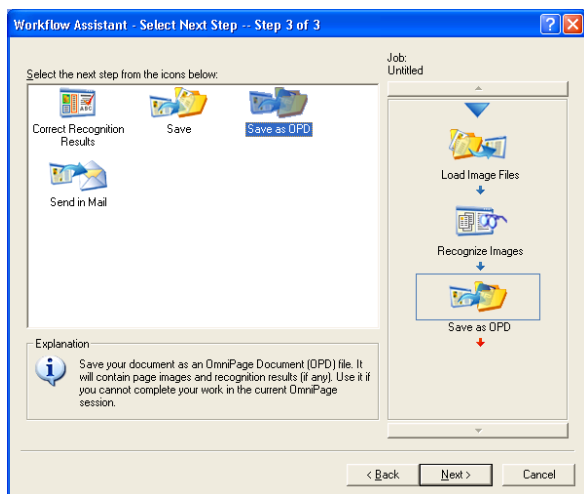 Workflow Assistant - Select Next Step -- Step 3 of 3
Select the next step from the icons below:
Correct Recognition
Results
Save
Save as OPD
Send in Mail
Explanation
Save your document as an OmniPage Document (OPD) file. It
will contain page images and recognition results (if any). Use it if
you cannot complete your work in the current OmniPage
session.
Job:
Untitled
Load Image Files
Recognize Images
Save as OPD
< Back
Next >
Cancel